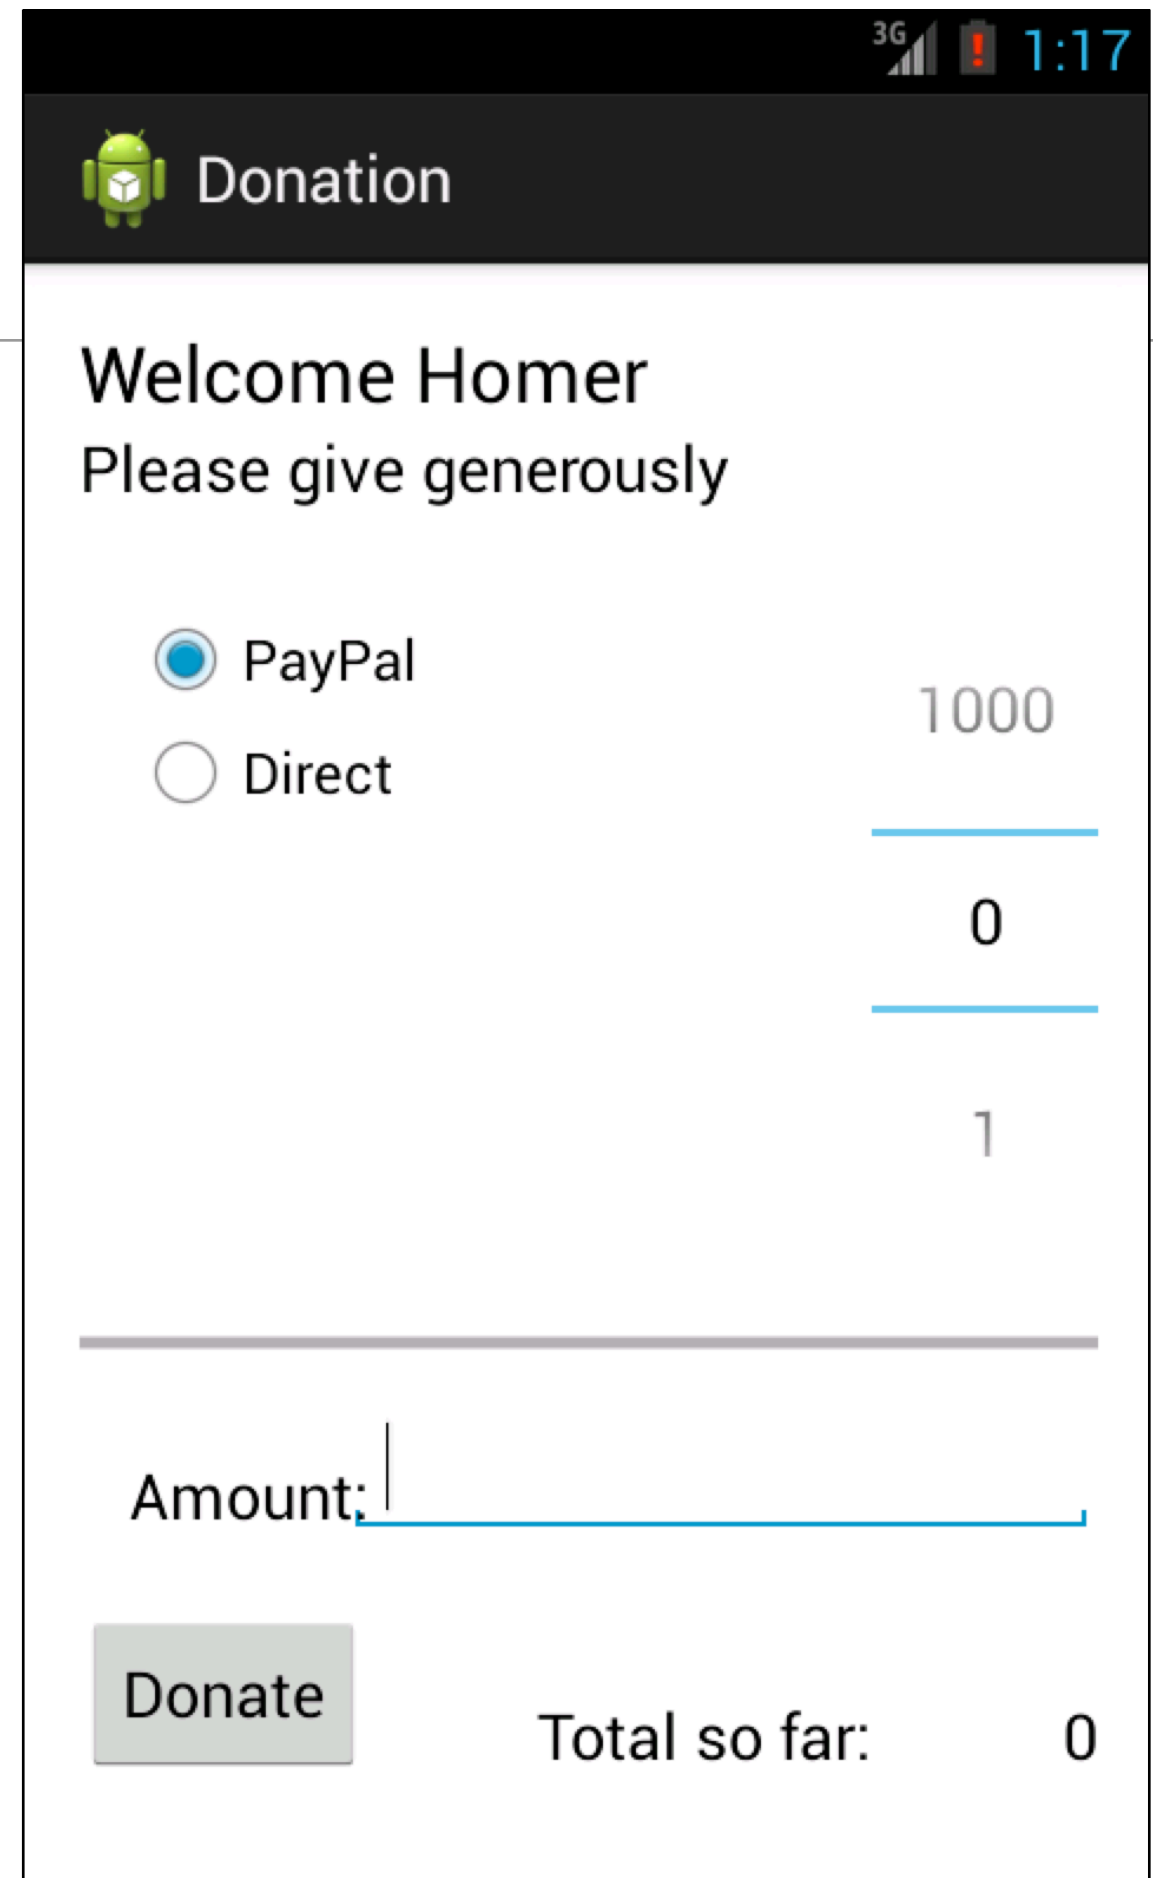 3G 1:17
Donation
Welcome Homer
Please give generously
PayPal
1000
Direct
0
1
Amount:
Donate
Total so far: 0